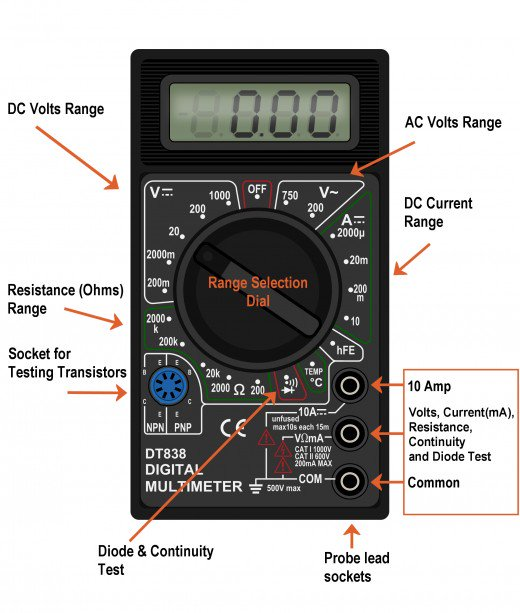 0.00
DC Volts Range
AC Volts Range
DC Current
Range
Resistance (Ohms)
Range
Socket for
Testing Transistors
Diode & Continuity
Test
Probe lead
sockets
10 Amp
Volts, Current(mA),
Resistance,
Continuity
and Diode Test
Common
Range Selection
Dial
OFF
V⎓
1000
200
20
2000m
200m
750
200
V~
A⎓
2000µ
20m
200
m
10
hFE
TEMP
°C
2000
k
200k
20k
2000
Ω
200
E
E
B
B
C
C
E
E
NPN
PNP
CE
10A⎓
unfused
max10s each 15m
VΩmA
CAT I 1000V
CAT II 600V
200mA MAX
COM
500V max
DT838
DIGITAL
MULTIMETER